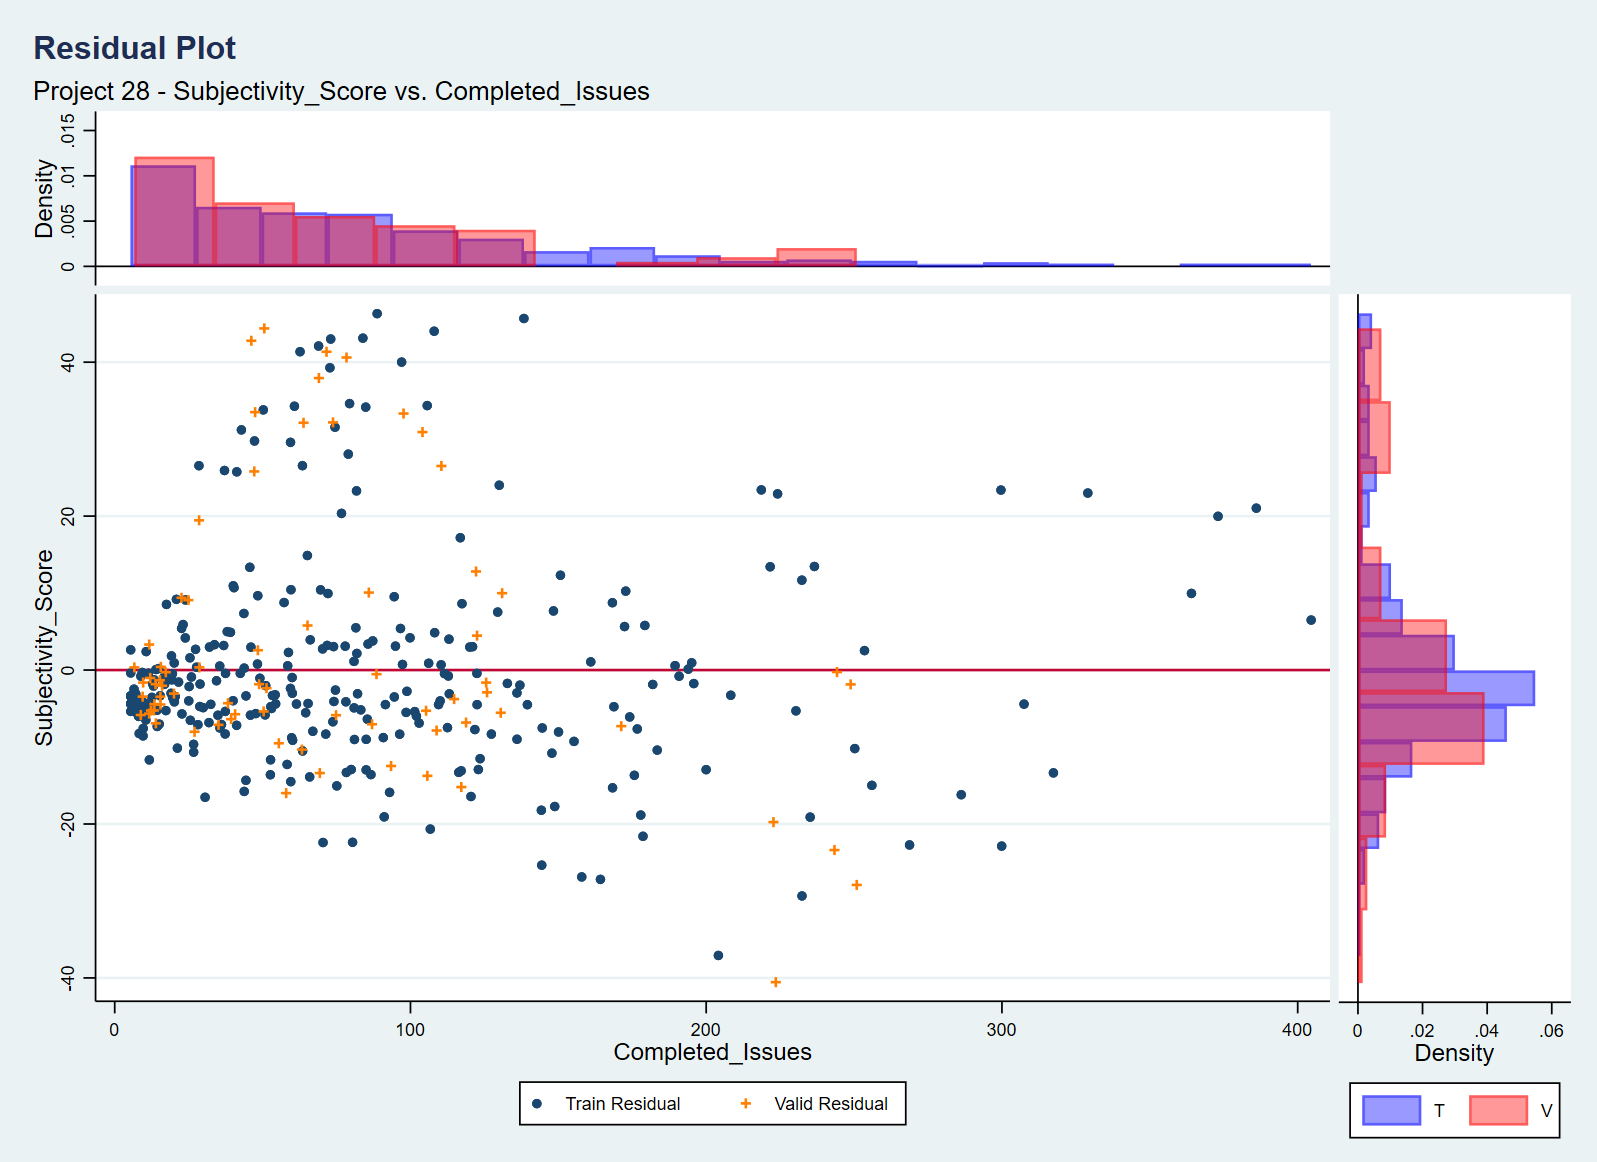 Residual Plot
Project 28 - Subjectivity_Score vs. Completed_Issues
Density
0 .005 .01 .015
Subjectivity_Score
-40 -20 0 20 40
0 100 200 300 400
Completed_Issues
0 .02 .04 .06
Density
Train Residual Valid Residual
T V